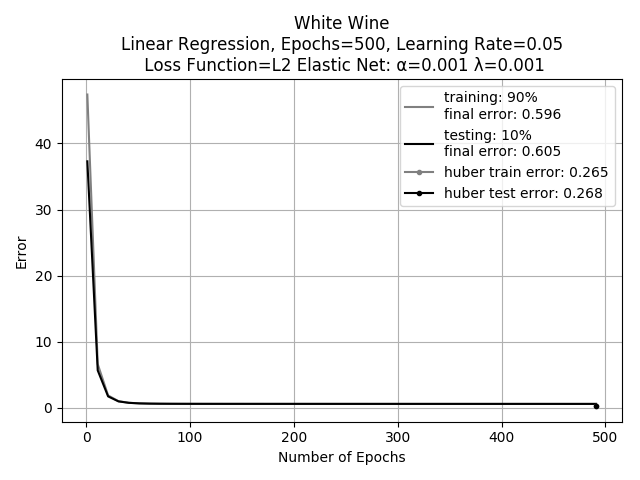 White Wine
Linear Regression, Epochs=500, Learning Rate=0.05
Loss Function=L2 Elastic Net: α=0.001 λ=0.001
training: 90%
final error: 0.596
testing: 10%
final error: 0.605
huber train error: 0.265
huber test error: 0.268
Error
40
30
20
10
0
0 100 200 300 400 500
Number of Epochs